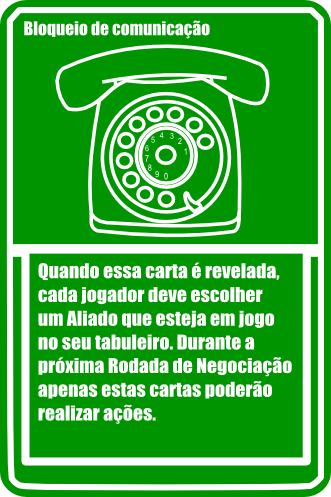 Bloqueio de comunicação
1
2
3
4
5
6
7
8
9
0
Quando essa carta é revelada,
cada jogador deve escolher
um Aliado que esteja em jogo
no seu tabuleiro. Durante a
próxima Rodada de Negociação
apenas estas cartas poderão
realizar ações.